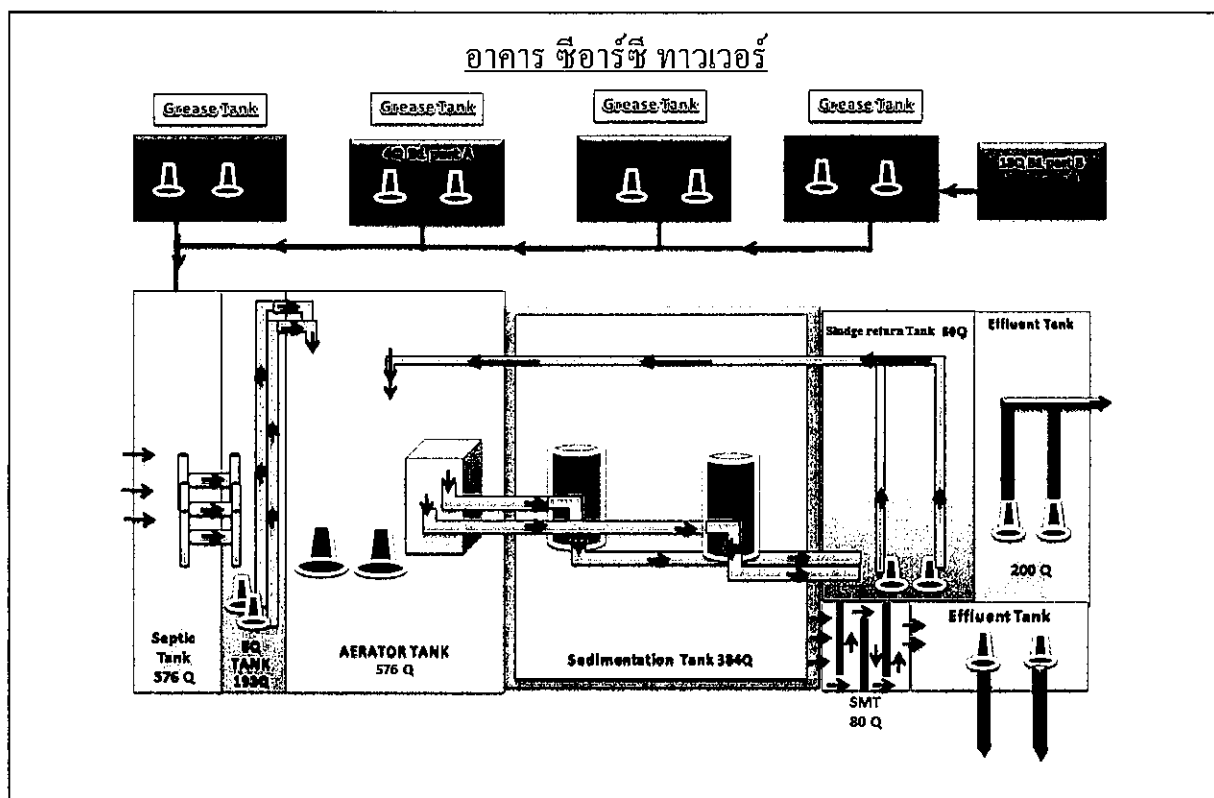 อาคาร ซีอาร์ซี ทาวเวอร์
Grease Tank
Grease Tank
Grease Tank
Grease Tank
Sludge return Tank
Effluent Tank
200 Q
Septic
Tank
376 Q
EQ
TANK
AERATOR TANK
576 Q
Sedimentation Tank 384Q
Effluent Tank
SMT
80 Q